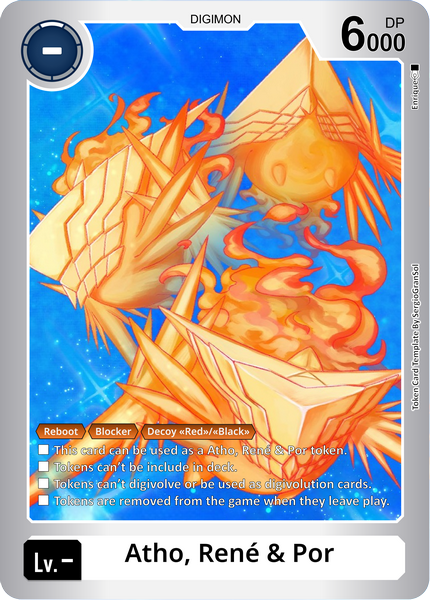 DIGIMON
-
DP
6000
Enrique
Token Card Template By SergioGranSol
Reboot Blocker Decoy «Red»/«Black»
This card can be used as a Atho, René & Por token.
Tokens can't be include in deck.
Tokens can't digivolve or be used as digivolution cards.
Tokens are removed from the game when they leave play.
Lv.-
Atho, René & Por